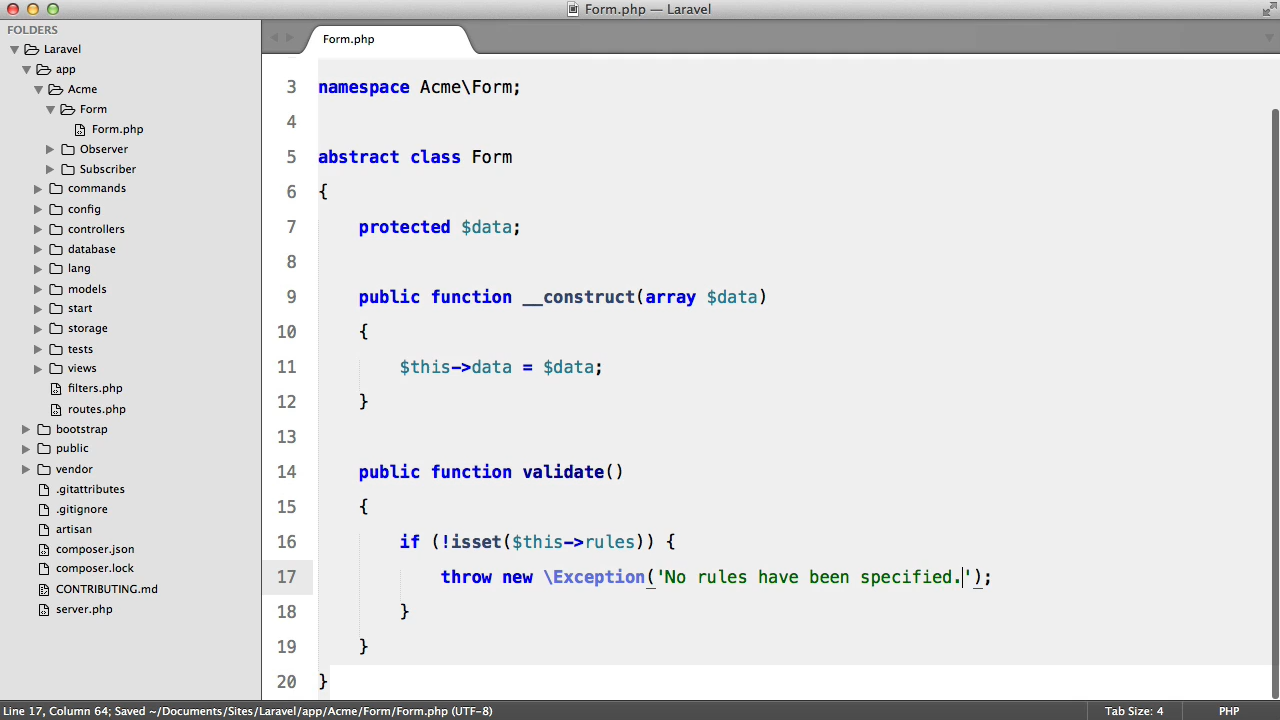 Form.php — Laravel
FOLDERS
Laravel
app
Acme
Form
Form.php
Observer
Subscriber
commands
config
controllers
database
lang
models
start
storage
tests
views
filters.php
routes.php
bootstrap
public
vendor
.gitattributes
.gitignore
artisan
composer.json
composer.lock
CONTRIBUTING.md
server.php
Form.php
3 namespace Acme\Form;
4
5 abstract class Form
6 {
7 protected $data;
8
9 public function __construct(array $data)
10 {
11 $this->data = $data;
12 }
13
14 public function validate()
15 {
16 if (!isset($this->rules)) {
17 throw new \Exception('No rules have been specified.');
18 }
19 }
20 }
Line 17, Column 64; Saved ~/Documents/Sites/Laravel/app/Acme/Form/Form.php (UTF-8)
Tab Size: 4
PHP